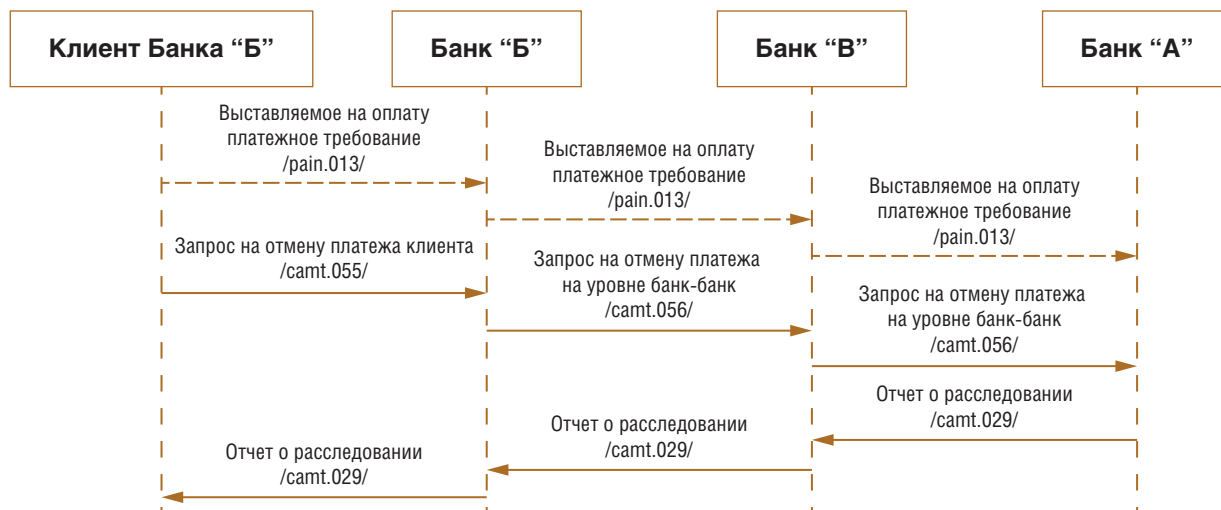 Клиент Банка “Б”
Банк “Б”
Банк “В”
Банк “А”
Выставляемое на оплату
платежное требование
/pain.013/
Выставляемое на оплату
платежное требование
/pain.013/
Выставляемое на оплату
платежное требование
/pain.013/
Запрос на отмену платежа клиента
/camt.055/
Запрос на отмену платежа
на уровне банк-банк
/camt.056/
Запрос на отмену платежа
на уровне банк-банк
/camt.056/
Отчет о расследовании
/camt.029/
Отчет о расследовании
/camt.029/
Отчет о расследовании
/camt.029/